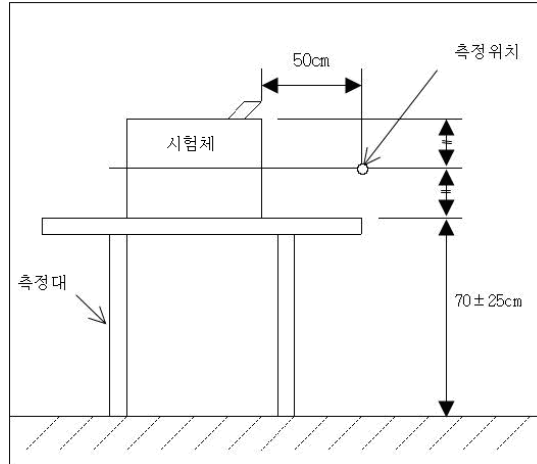 50cm
측정위치
시험체
=
=
측정대
70±25cm